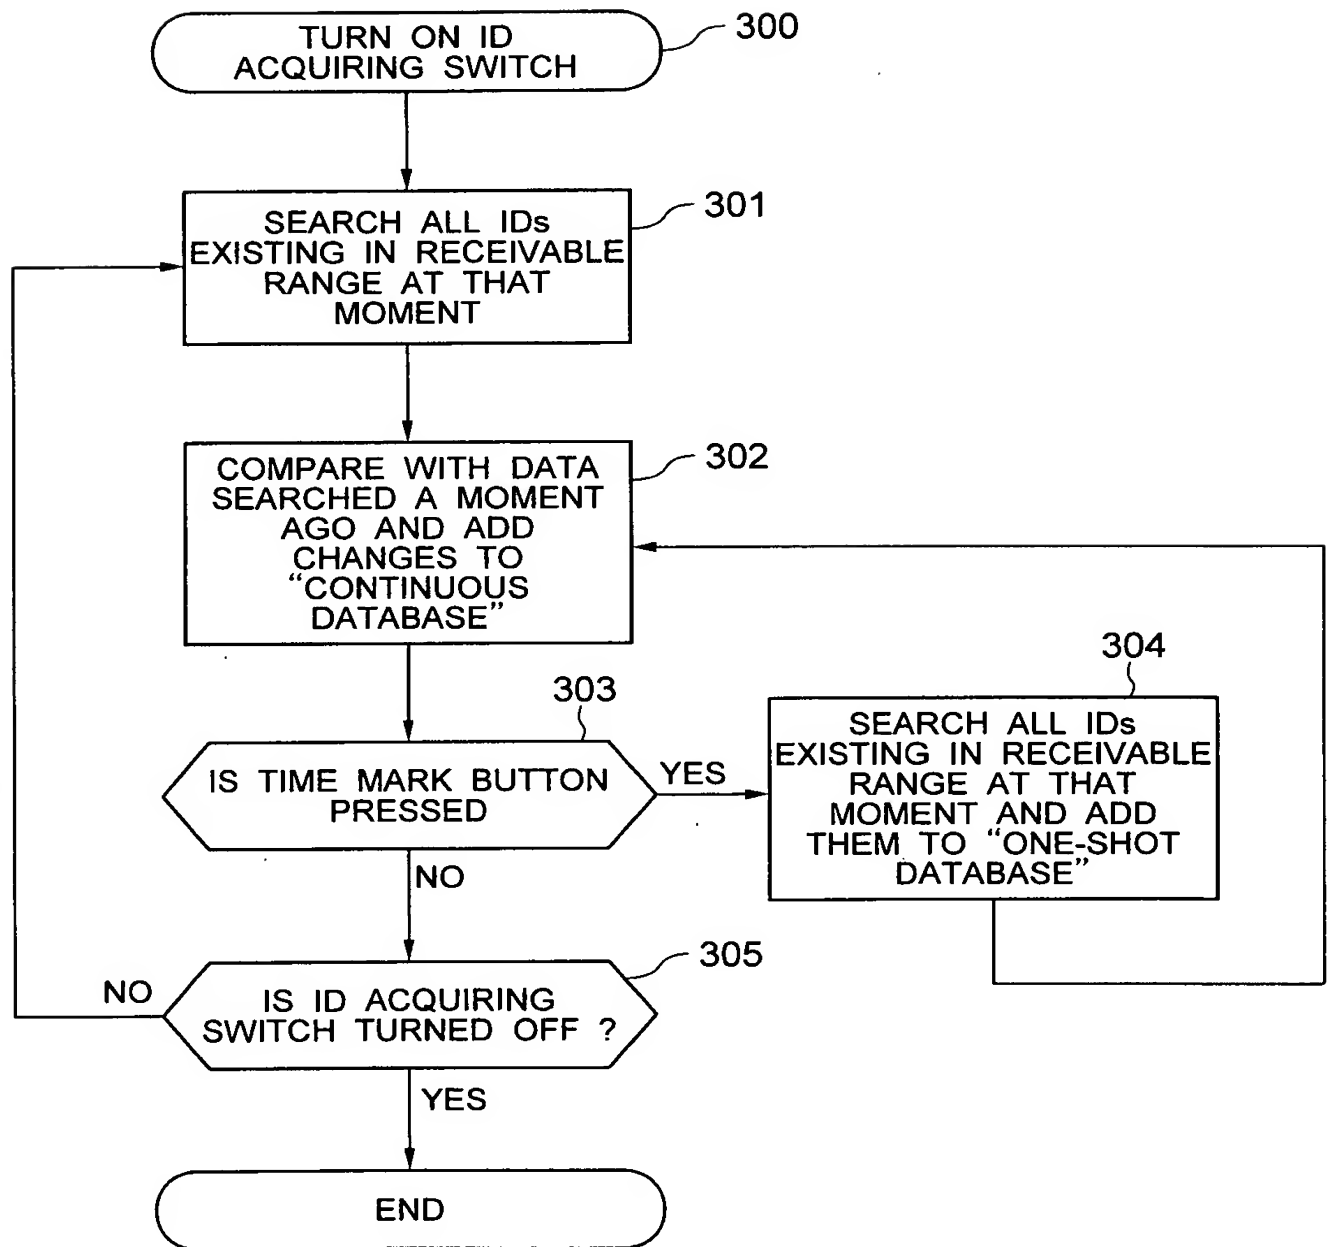 TURN ON ID
ACQUIRING SWITCH
300
SEARCH ALL IDs
EXISTING IN RECEIVABLE
RANGE AT THAT
MOMENT
301
COMPARE WITH DATA
SEARCHED A MOMENT
AGO AND ADD
CHANGES TO
“CONTINUOUS
DATABASE”
302
303
IS TIME MARK BUTTON
PRESSED
YES
NO
304
SEARCH ALL IDs
EXISTING IN RECEIVABLE
RANGE AT THAT
MOMENT AND ADD
THEM TO “ONE-SHOT
DATABASE”
305
IS ID ACQUIRING
SWITCH TURNED OFF ?
NO
YES
END